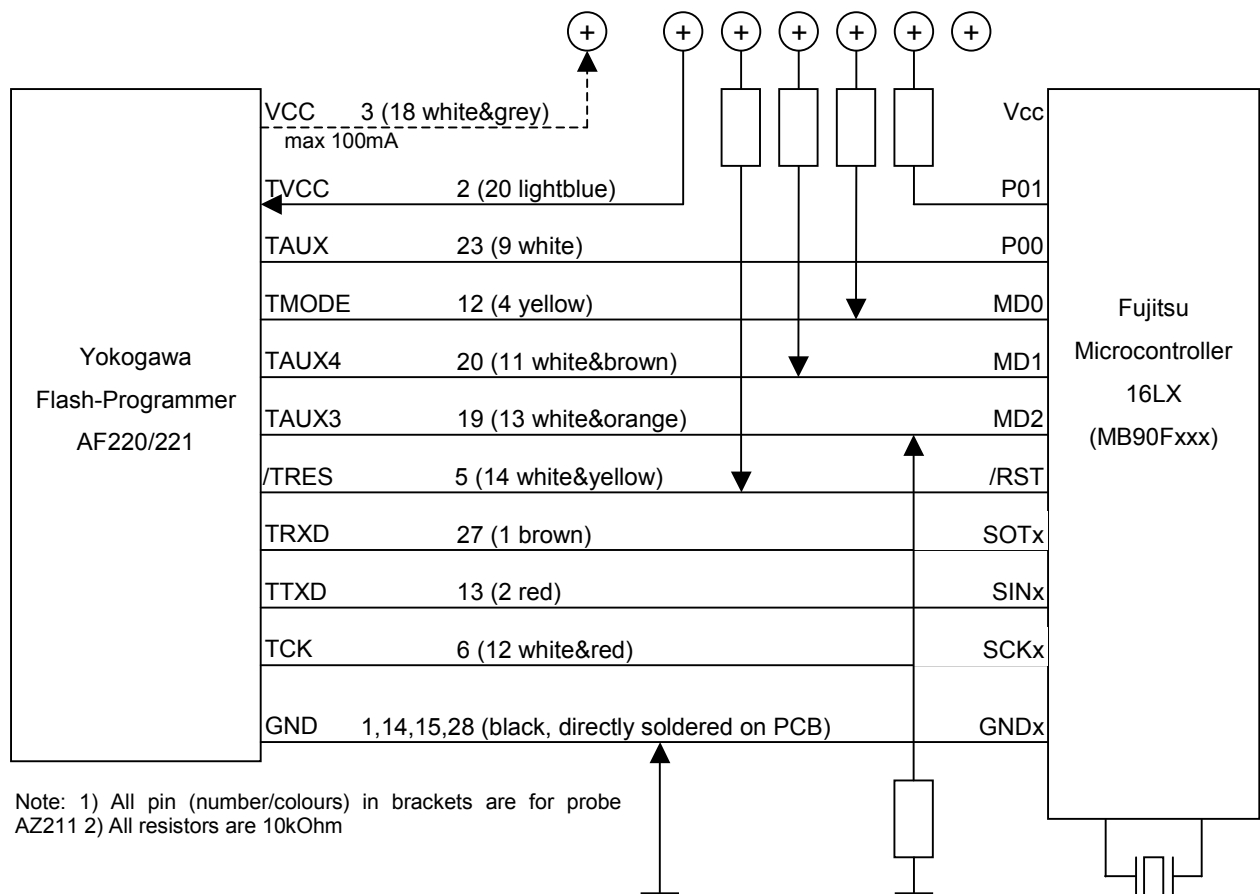 + + + + + + +
VCC 3 (18 white&grey) Vcc
max 100mA
TVCC 2 (20 lightblue) P01
TAUX 23 (9 white) P00
TMODE 12 (4 yellow) MD0
TAUX4 20 (11 white&brown) MD1
TAUX3 19 (13 white&orange) MD2
/TRES 5 (14 white&yellow) /RST
TRXD 27 (1 brown) SOTx
TTXD 13 (2 red) SINx
TCK 6 (12 white&red) SCKx
GND 1,14,15,28 (black, directly soldered on PCB) GNDx
Yokogawa
Flash-Programmer
AF220/221
Fujitsu
Microcontroller
16LX
(MB90Fxxx)
Note: 1) All pin (number/colours) in brackets are for probe
AZ211 2) All resistors are 10kOhm